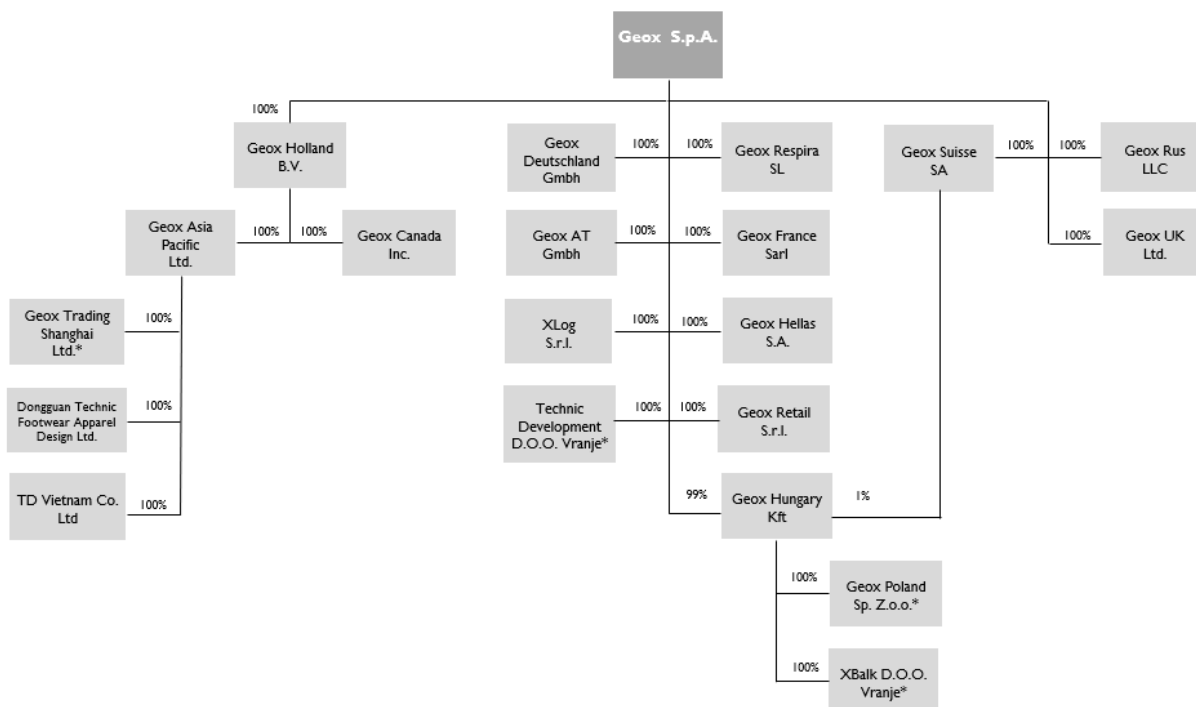 Geox S.p.A.
100%
Geox Holland
B.V.
Geox
Deutschland
Gmbh
100%
100%
Geox Respira
SL
Geox Suisse
SA
100%
100%
Geox Rus
LLC
Geox Asia
Pacific
Ltd.
100%
100%
Geox Canada
Inc.
Geox AT
Gmbh
100%
100%
Geox France
Sarl
100%
Geox UK
Ltd.
Geox Trading
Shanghai
Ltd.*
100%
XLog
S.r.l.
100%
100%
Geox Hellas
S.A.
Dongguan Technic
Footwear Apparel
Design Ltd.
100%
Technic
Development
D.O.O. Vranje*
100%
100%
Geox Retail
S.r.l.
TD Vietnam Co.
Ltd
100%
99%
Geox Hungary
Kft
1%
100%
Geox Poland
Sp. Z.o.o.*
100%
XBalk D.O.O.
Vranje*